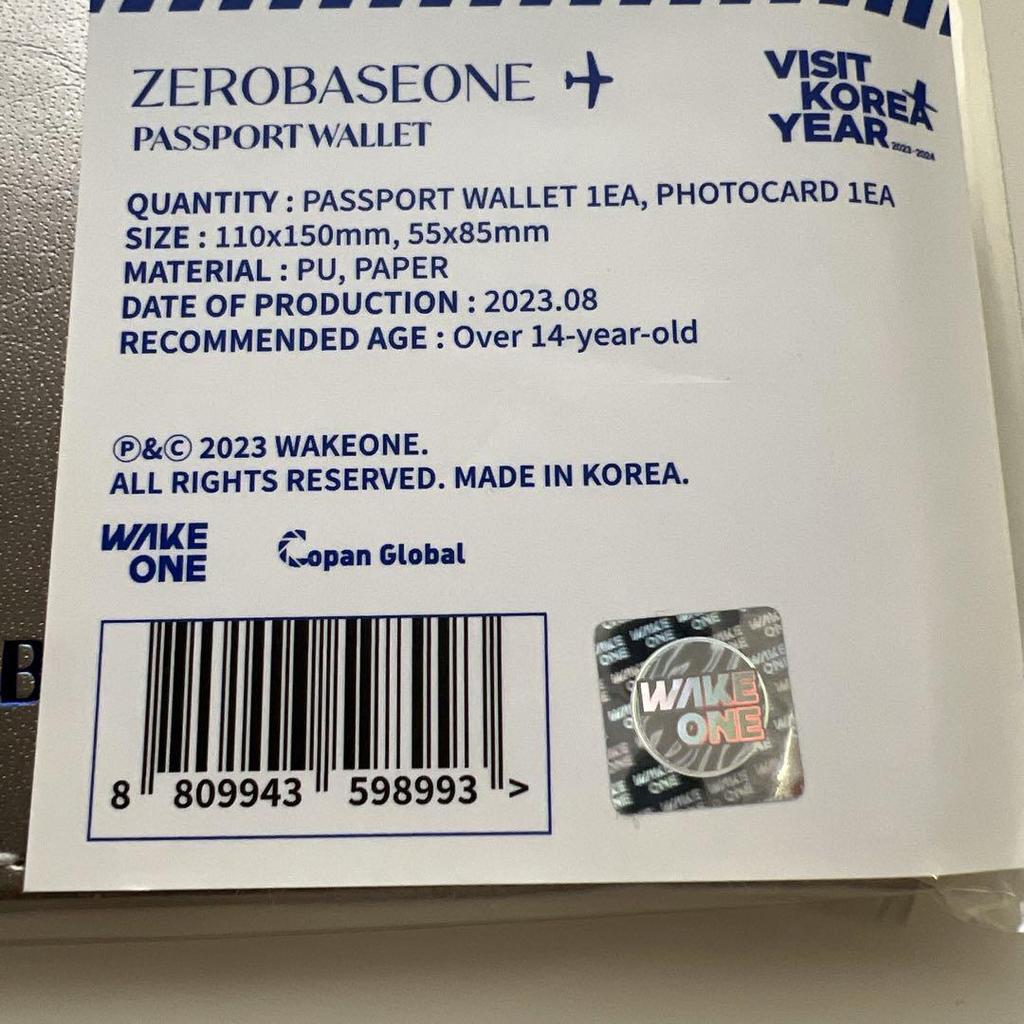 ZEROBASEONE
PASSPORT WALLET
VISIT
KOREA
YEAR 2023-2024
QUANTITY : PASSPORT WALLET 1EA, PHOTOCARD 1EA
SIZE : 110x150mm, 55x85mm
MATERIAL : PU, PAPER
DATE OF PRODUCTION : 2023.08
RECOMMENDED AGE : Over 14-year-old
Ⓟ&Ⓒ 2023 WAKEONE.
ALL RIGHTS RESERVED. MADE IN KOREA.
WAKE
ONE
Copan Global
B
8 809943 598993 >
WAKE
ONE